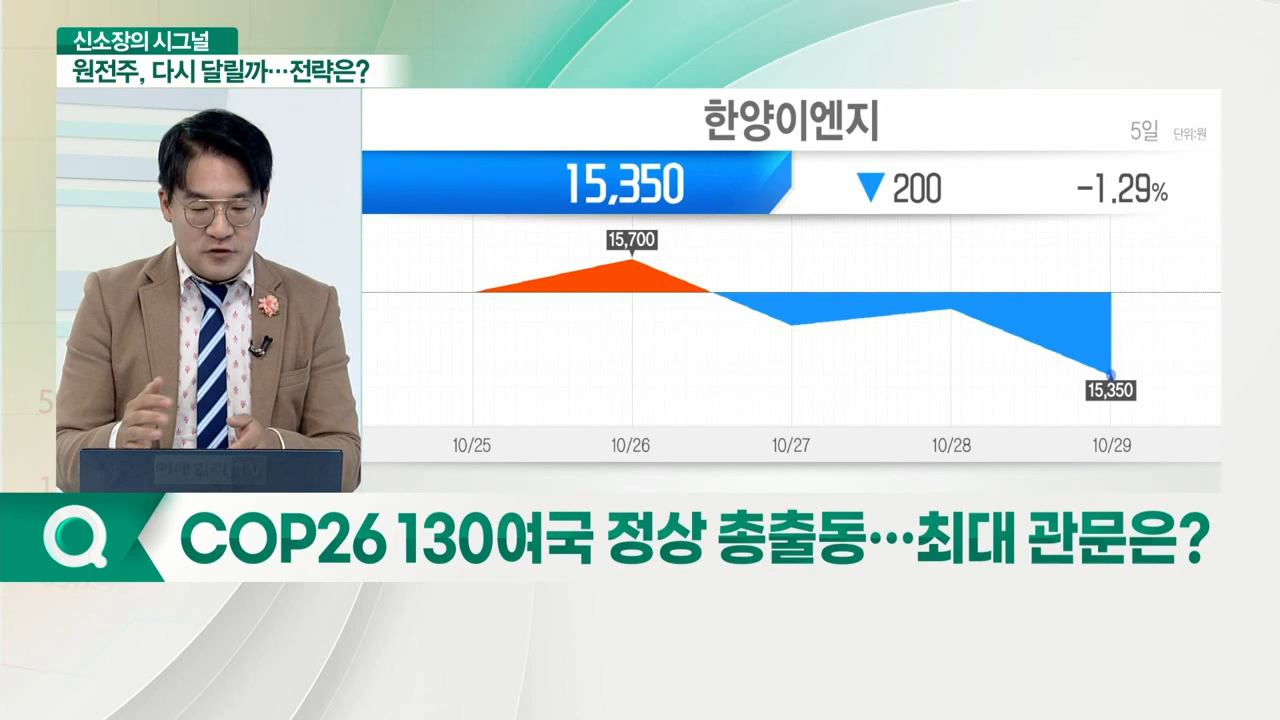 신소장의 시그널
원전주, 다시 달릴까…전략은?
한양이엔지
5일 단위:원
15,350 ▼ 200 -1.29%
15,700
15,350
10/25 10/26 10/27 10/28 10/29
Q COP26 130여국 정상 총출동…최대 관문은?